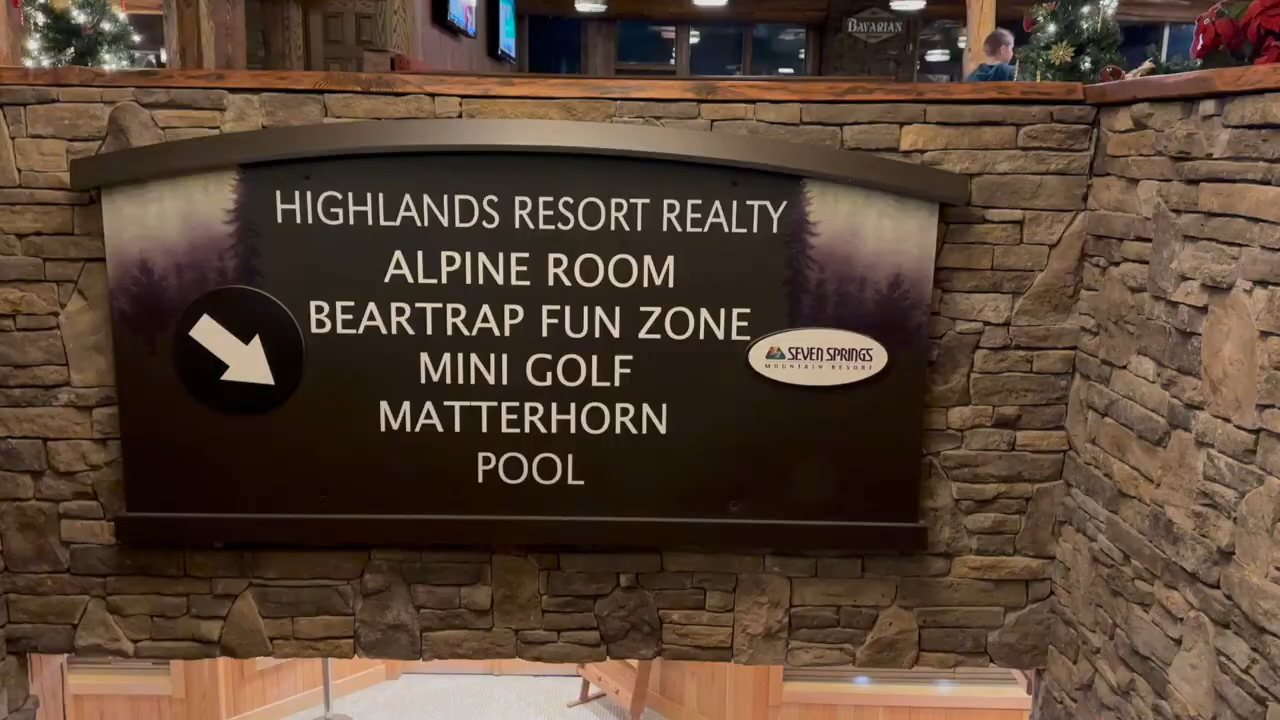 BAVARIAN
HIGHLANDS RESORT REALTY
ALPINE ROOM
BEARTRAP FUN ZONE
MINI GOLF
MATTERHORN
POOL
SEVEN SPRINGS
MOUNTAIN RESORT